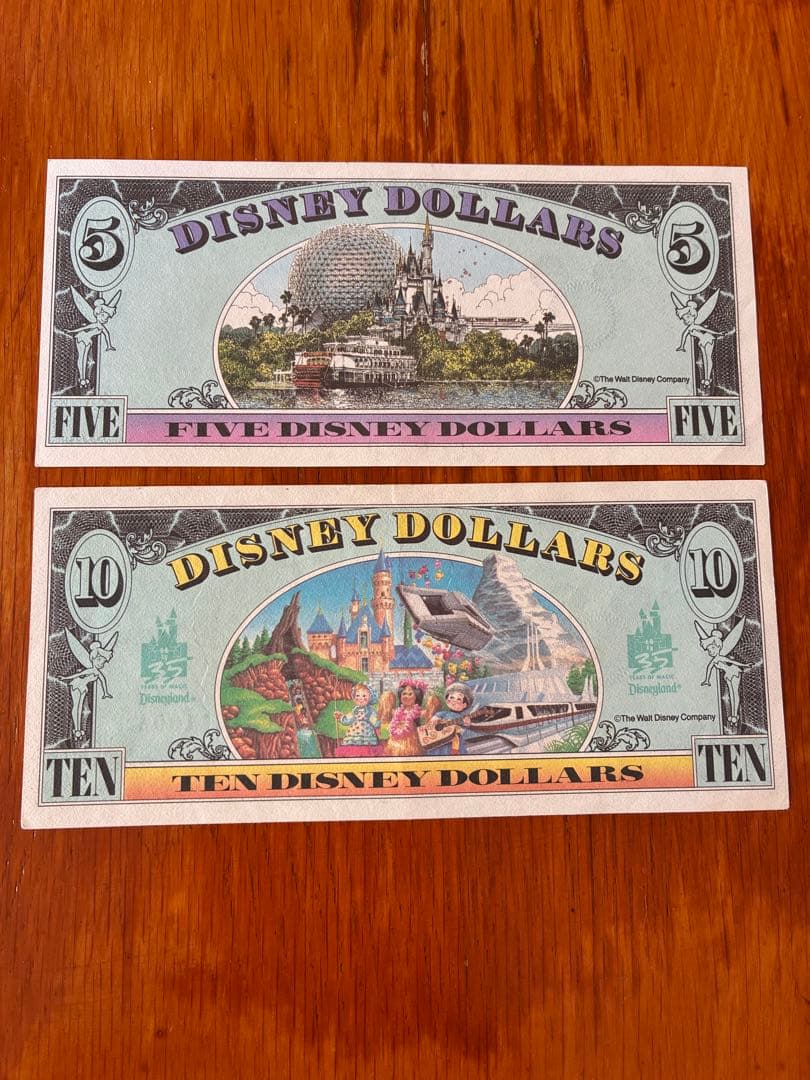 5 DISNEY DOLLARS 5
©The Walt Disney Company
FIVE FIVE DISNEY DOLLARS FIVE
10 DISNEY DOLLARS 10
35 35
YEARS OF MAGIC YEARS OF MAGIC
Disneyland® Disneyland®
©The Walt Disney Company
TEN TEN DISNEY DOLLARS TEN